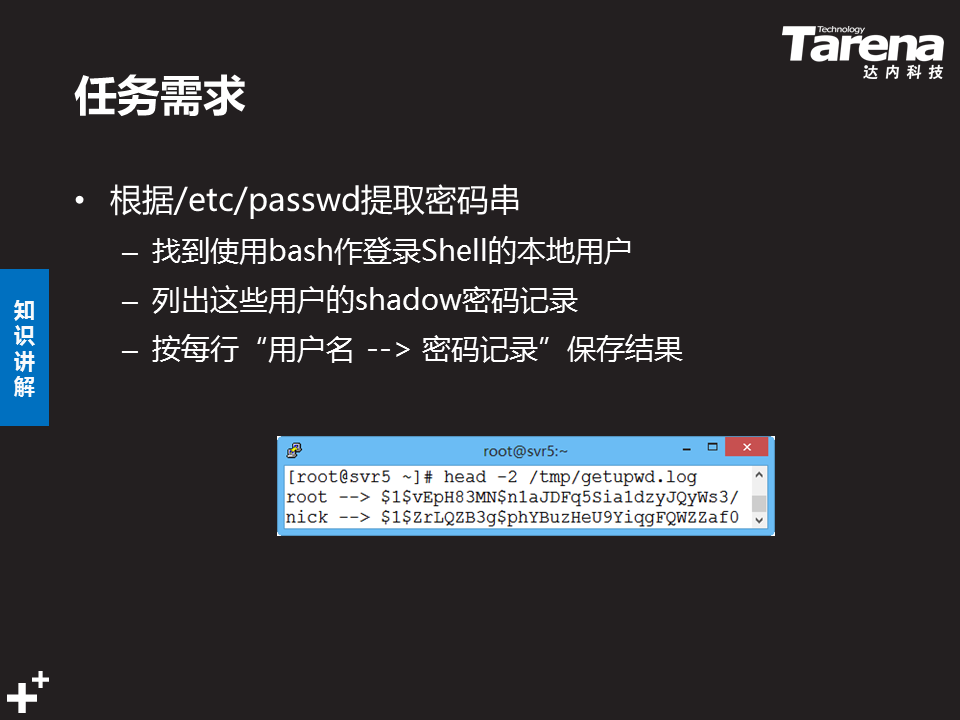 Technology
Tarena
达内科技
任务需求
• 根据/etc/passwd提取密码串
– 找到使用bash作登录Shell的本地用户
– 列出这些用户的shadow密码记录
– 按每行“用户名 --> 密码记录”保存结果
知识讲解
root@svr5:~
[root@svr5 ~]# head -2 /tmp/getupwd.log
root --> $1$vEpH83MN$n1aJDFq5Sia1dzyJQyWs3/
nick --> $1$ZrLQZB3g$phYBuzHeU9YiqgFQWZZaf0